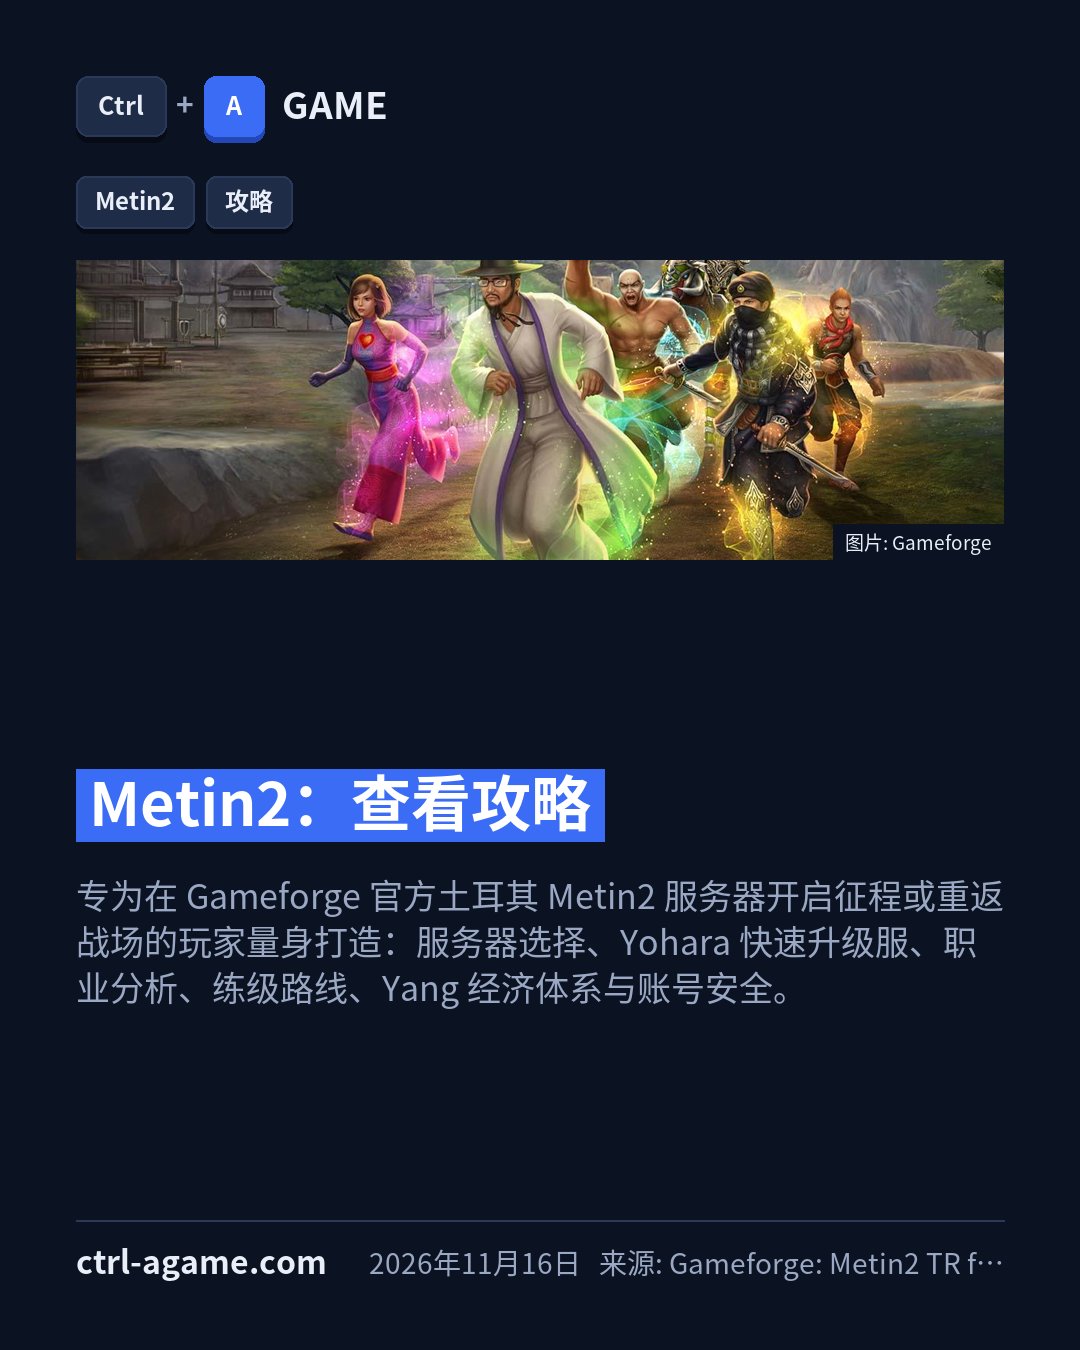 Ctrl + A GAME
Metin2 攻略
图片: Gameforge
Metin2：查看攻略
专为在 Gameforge 官方土耳其 Metin2 服务器开启征程或重返
战场的玩家量身打造：服务器选择、Yohara 快速升级服、职
业分析、练级路线、Yang 经济体系与账号安全。
ctrl-agame.com 2026年11月16日 来源: Gameforge: Metin2 TR f…